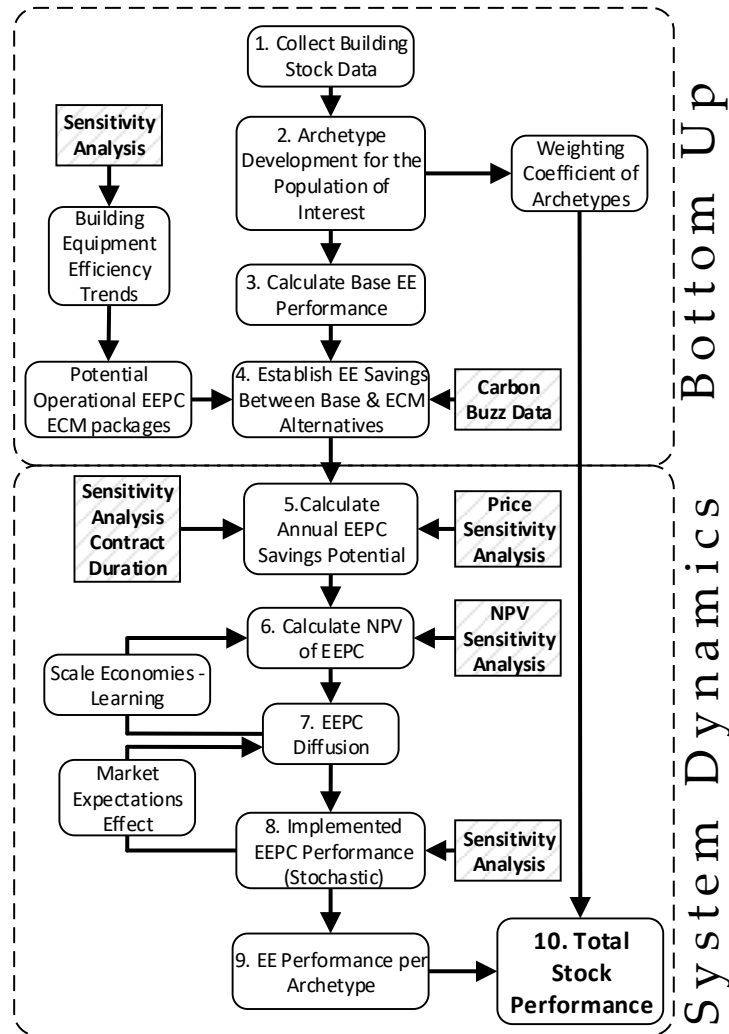 1. Collect Building
Stock Data
Sensitivity
Analysis
2. Archetype
Development for the
Population of
Interest
Weighting
Coefficient of
Archetypes
Building
Equipment
Efficiency
Trends
3. Calculate Base EE
Performance
Potential
Operational EEPC
ECM packages
4. Establish EE Savings
Between Base & ECM
Alternatives
Carbon
Buzz Data
Bottom Up
Sensitivity
Analysis
Contract
Duration
5.Calculate
Annual EEPC
Savings Potential
Price
Sensitivity
Analysis
6. Calculate NPV
of EEPC
NPV
Sensitivity
Analysis
Scale Economies -
Learning
7. EEPC
Diffusion
Market
Expectations
Effect
8. Implemented
EEPC Performance
(Stochastic)
Sensitivity
Analysis
9. EE Performance per
Archetype
10. Total
Stock
Performance
System Dynamics